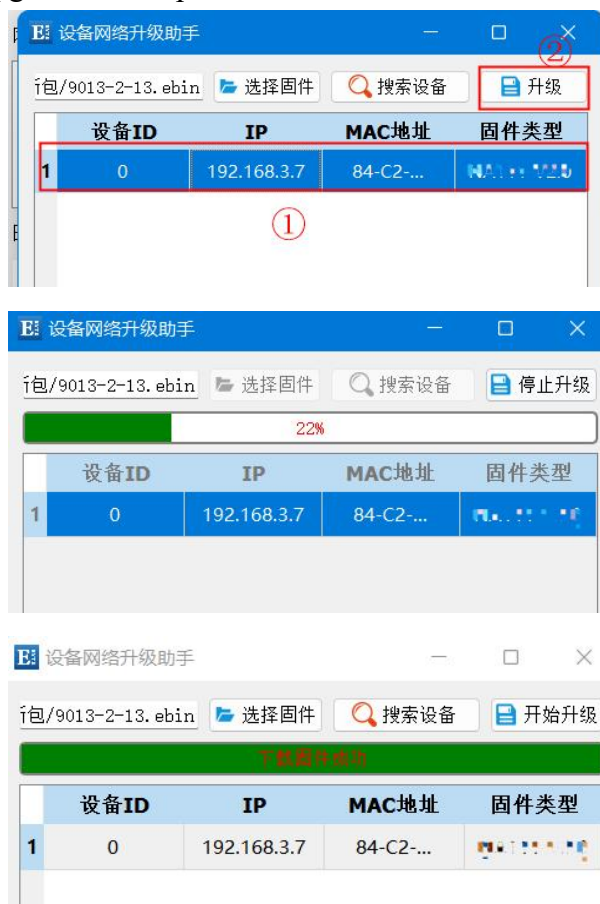 设备网络升级助手
②
行包/9013-2-13.ebin 选择固件 搜索设备 升级
设备ID IP MAC地址 固件类型
1 0 192.168.3.7 84-C2-...
①
设备网络升级助手
行包/9013-2-13.ebin 选择固件 搜索设备 停止升级
22%
设备ID IP MAC地址 固件类型
1 0 192.168.3.7 84-C2-...
设备网络升级助手
行包/9013-2-13.ebin 选择固件 搜索设备 开始升级
下载固件成功
设备ID IP MAC地址 固件类型
1 0 192.168.3.7 84-C2-...